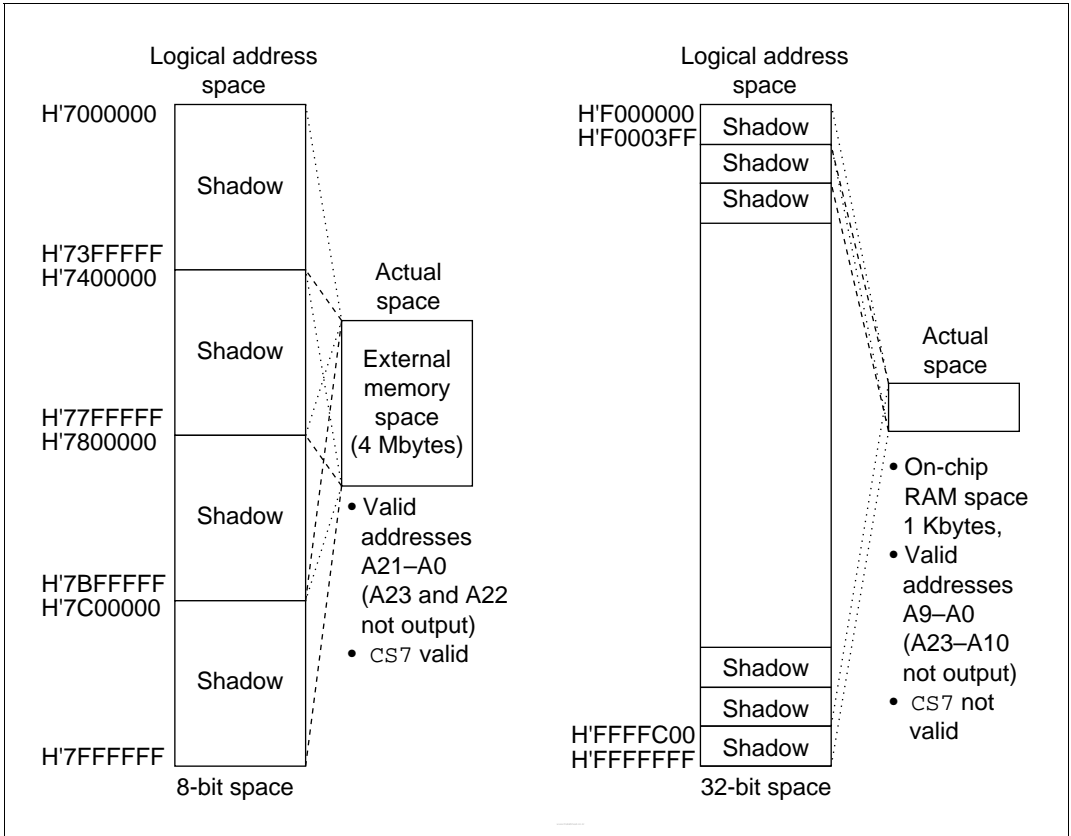 Logical address
space
H'7000000
Shadow
H'73FFFFF
H'7400000
Shadow
H'77FFFFF
H'7800000
Shadow
H'7BFFFFF
H'7C00000
Shadow
H'7FFFFFF
8-bit space
Actual
space
External
memory
space
(4 Mbytes)
• Valid
addresses
A21–A0
(A23 and A22
not output)
• CS7 valid
Logical address
space
H'F000000
H'F0003FF
Shadow
Shadow
Shadow
Shadow
Shadow
H'FFFFC00
Shadow
H'FFFFFFF
32-bit space
Actual
space
• On-chip
RAM space
1 Kbytes,
• Valid
addresses
A9–A0
(A23–A10
not output)
• CS7 not
valid